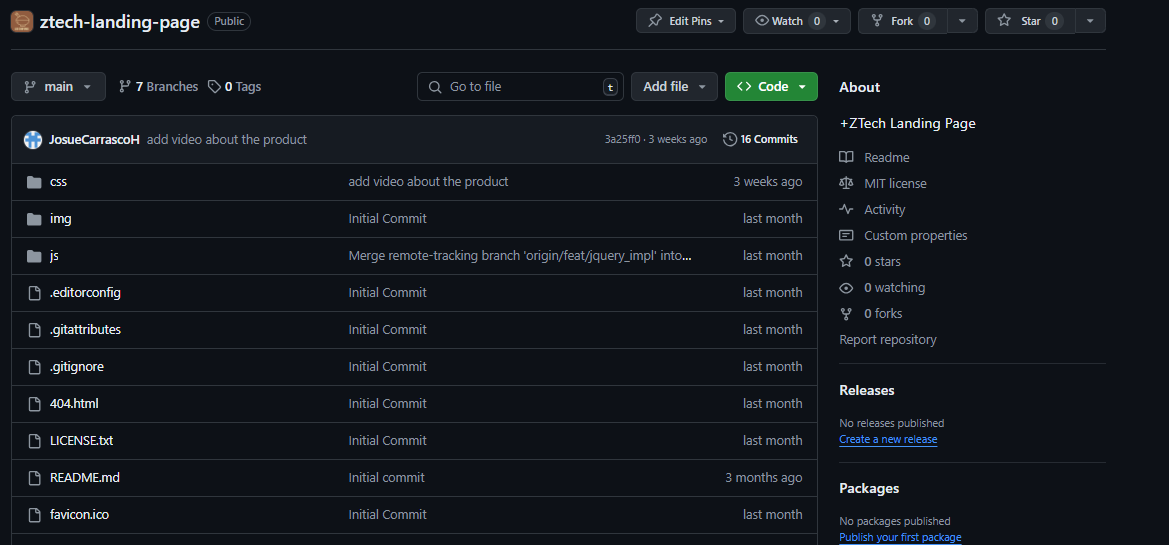 ztech-landing-page Public Edit Pins Watch 0 Fork 0 Star 0
main 7 Branches 0 Tags Go to file t Add file Code
JosueCarrascoH add video about the product 3a25ff0 · 3 weeks ago 16 Commits
css add video about the product 3 weeks ago
img Initial Commit last month
js Merge remote-tracking branch 'origin/feat/jquery_impl' into... last month
.editorconfig Initial Commit last month
.gitattributes Initial Commit last month
.gitignore Initial Commit last month
404.html Initial Commit last month
LICENSE.txt Initial Commit last month
README.md Initial commit 3 months ago
favicon.ico Initial Commit last month
About
+ZTech Landing Page
Readme
MIT license
Activity
Custom properties
0 stars
0 watching
0 forks
Report repository
Releases
No releases published
Create a new release
Packages
No packages published
Publish your first package